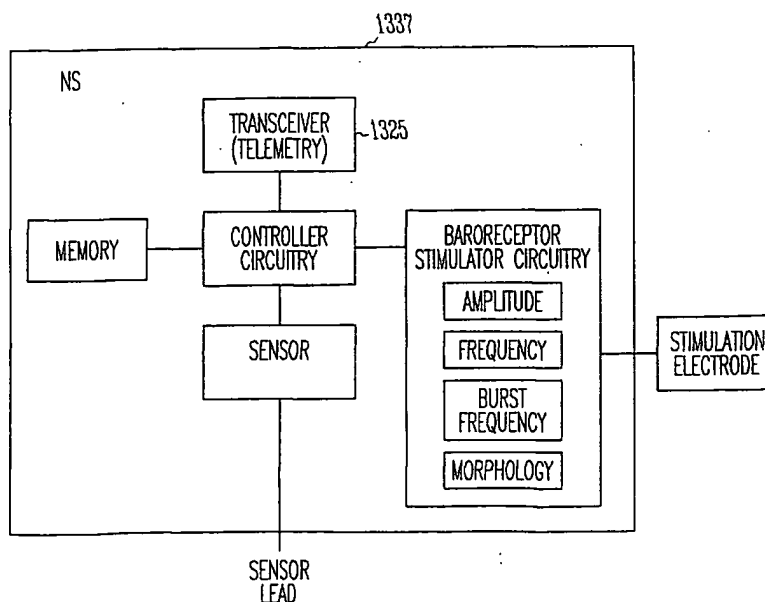 1337
NS
TRANSCEIVER
(TELEMETRY)
1325
MEMORY
CONTROLLER
CIRCUITRY
BARORECEPTOR
STIMULATOR CIRCUITRY
AMPLITUDE
FREQUENCY
BURST
FREQUENCY
MORPHOLOGY
SENSOR
STIMULATION
ELECTRODE
SENSOR
LEAD